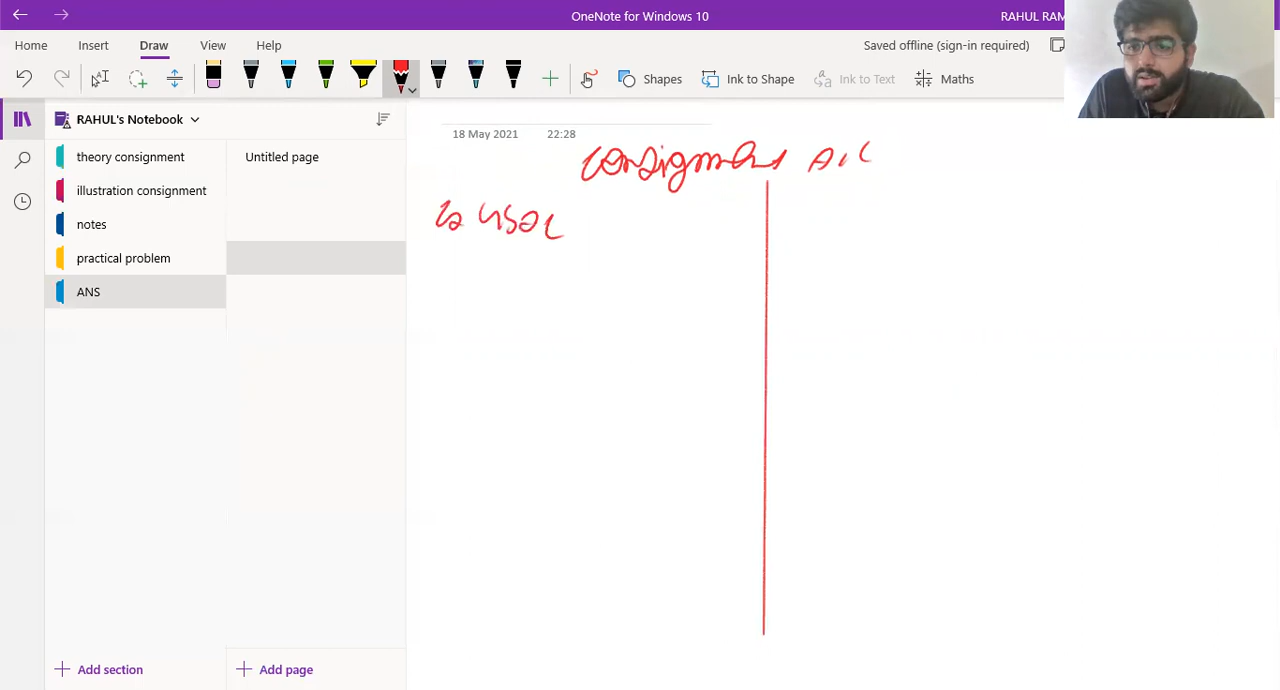 OneNote for Windows 10
RAHUL RAM
Home Insert Draw View Help
Saved offline (sign-in required)
Shapes Ink to Shape Ink to Text Maths
RAHUL's Notebook
theory consignment
illustration consignment
notes
practical problem
ANS
Add section
Untitled page
Add page
18 May 2021 22:28
Consignment A/C
To